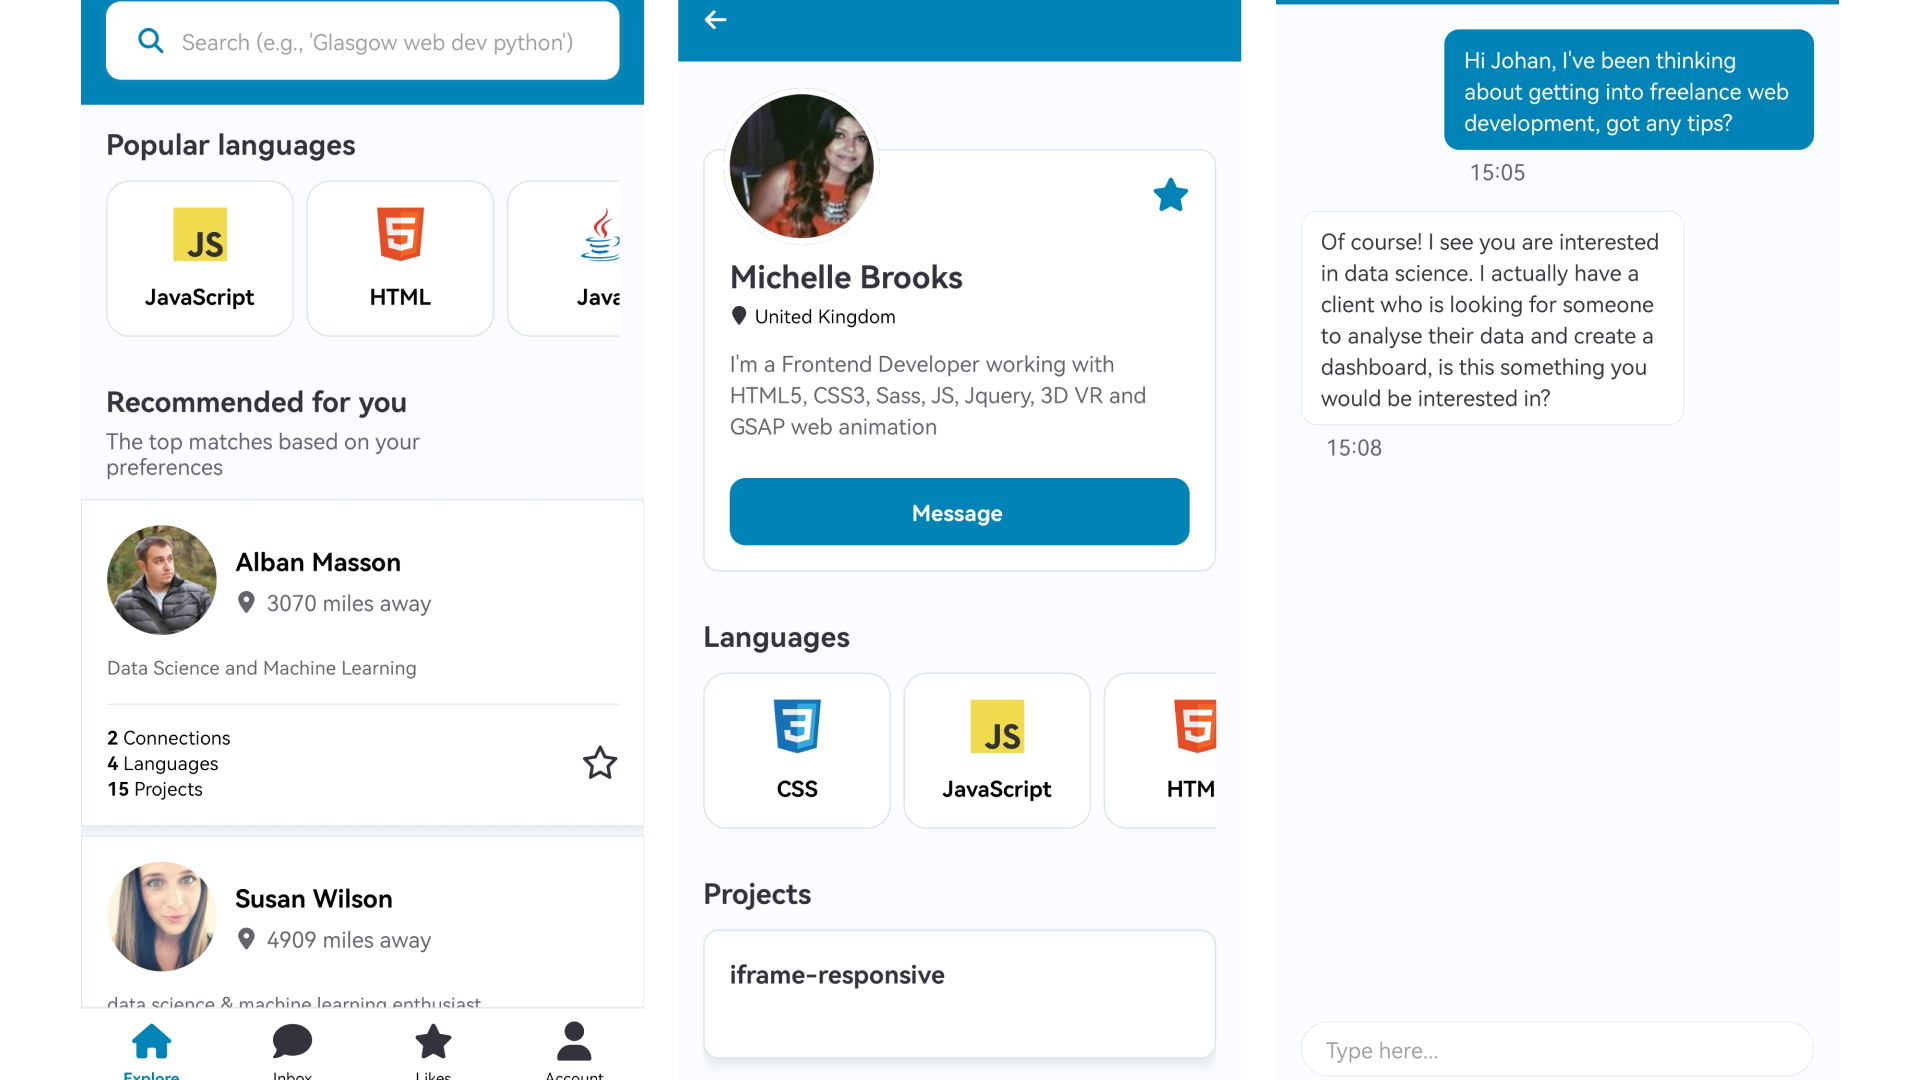 Search (e.g., 'Glasgow web dev python')
Popular languages
JS
JavaScript
5
HTML
Java
Recommended for you
The top matches based on your
preferences
Alban Masson
3070 miles away
Data Science and Machine Learning
2 Connections
4 Languages
15 Projects
Susan Wilson
4909 miles away
data science & machine learning enthusiast
Explore
Inbox
Likes
Account
Michelle Brooks
United Kingdom
I'm a Frontend Developer working with
HTML5, CSS3, Sass, JS, Jquery, 3D VR and
GSAP web animation
Message
Languages
3
CSS
JS
JavaScript
5
HTM
Projects
iframe-responsive
Hi Johan, I've been thinking
about getting into freelance web
development, got any tips?
15:05
Of course! I see you are interested
in data science. I actually have a
client who is looking for someone
to analyse their data and create a
dashboard, is this something you
would be interested in?
15:08
Type here...